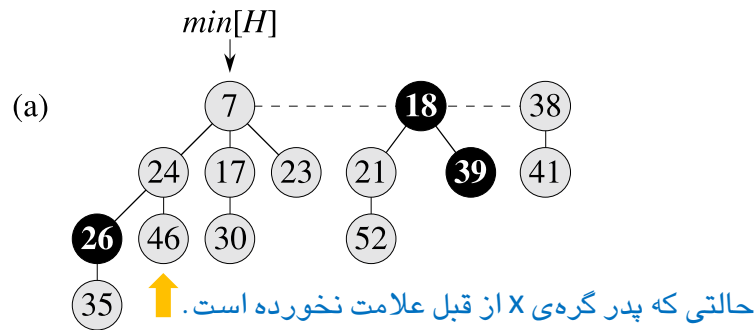 min[H]
(a) 7 18 38
24 17 23 21 39 41
26 46 30 52
35
حالتی که پدر گره‌ی x از قبل علامت نخورده است.